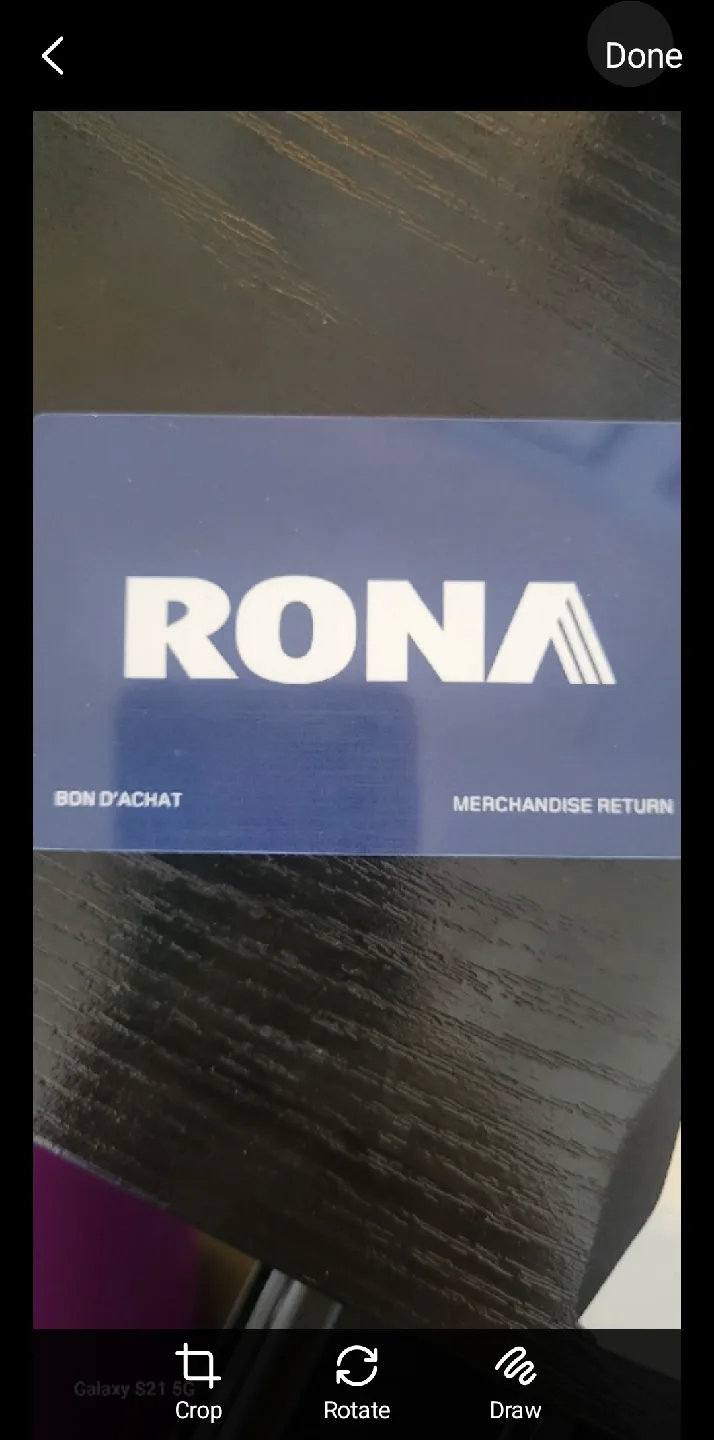 Done
RONA
BON D'ACHAT
MERCHANDISE RETURN
Galaxy S21 5G
Crop
Rotate
Draw